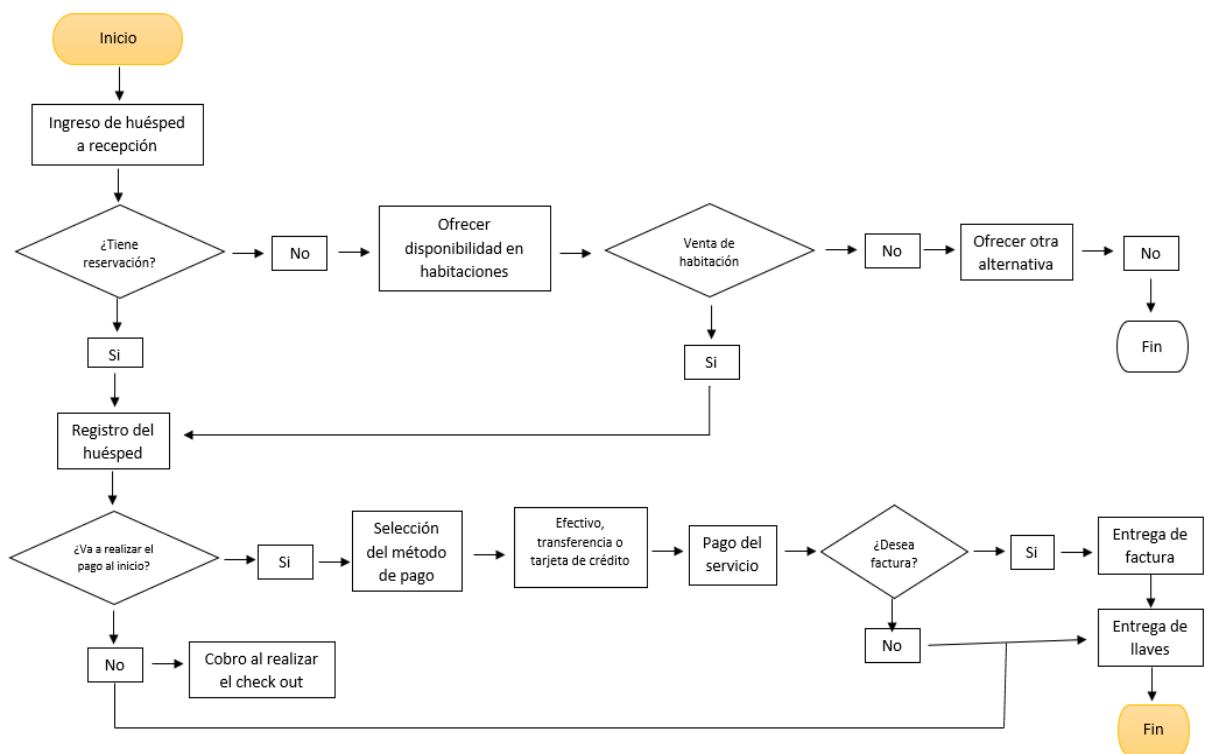 Inicio
Ingreso de huésped
a recepción
¿Tiene
reservación?
No
Ofrecer
disponibilidad en
habitaciones
Venta de
habitación
No
Ofrecer otra
alternativa
No
Fin
Si
Si
Registro del
huésped
¿Va a realizar el
pago al inicio?
Si
Selección
del método
de pago
Efectivo,
transferencia o
tarjeta de crédito
Pago del
servicio
¿Desea
factura?
Si
Entrega de
factura
No
Cobro al realizar
el check out
No
Entrega de
llaves
Fin